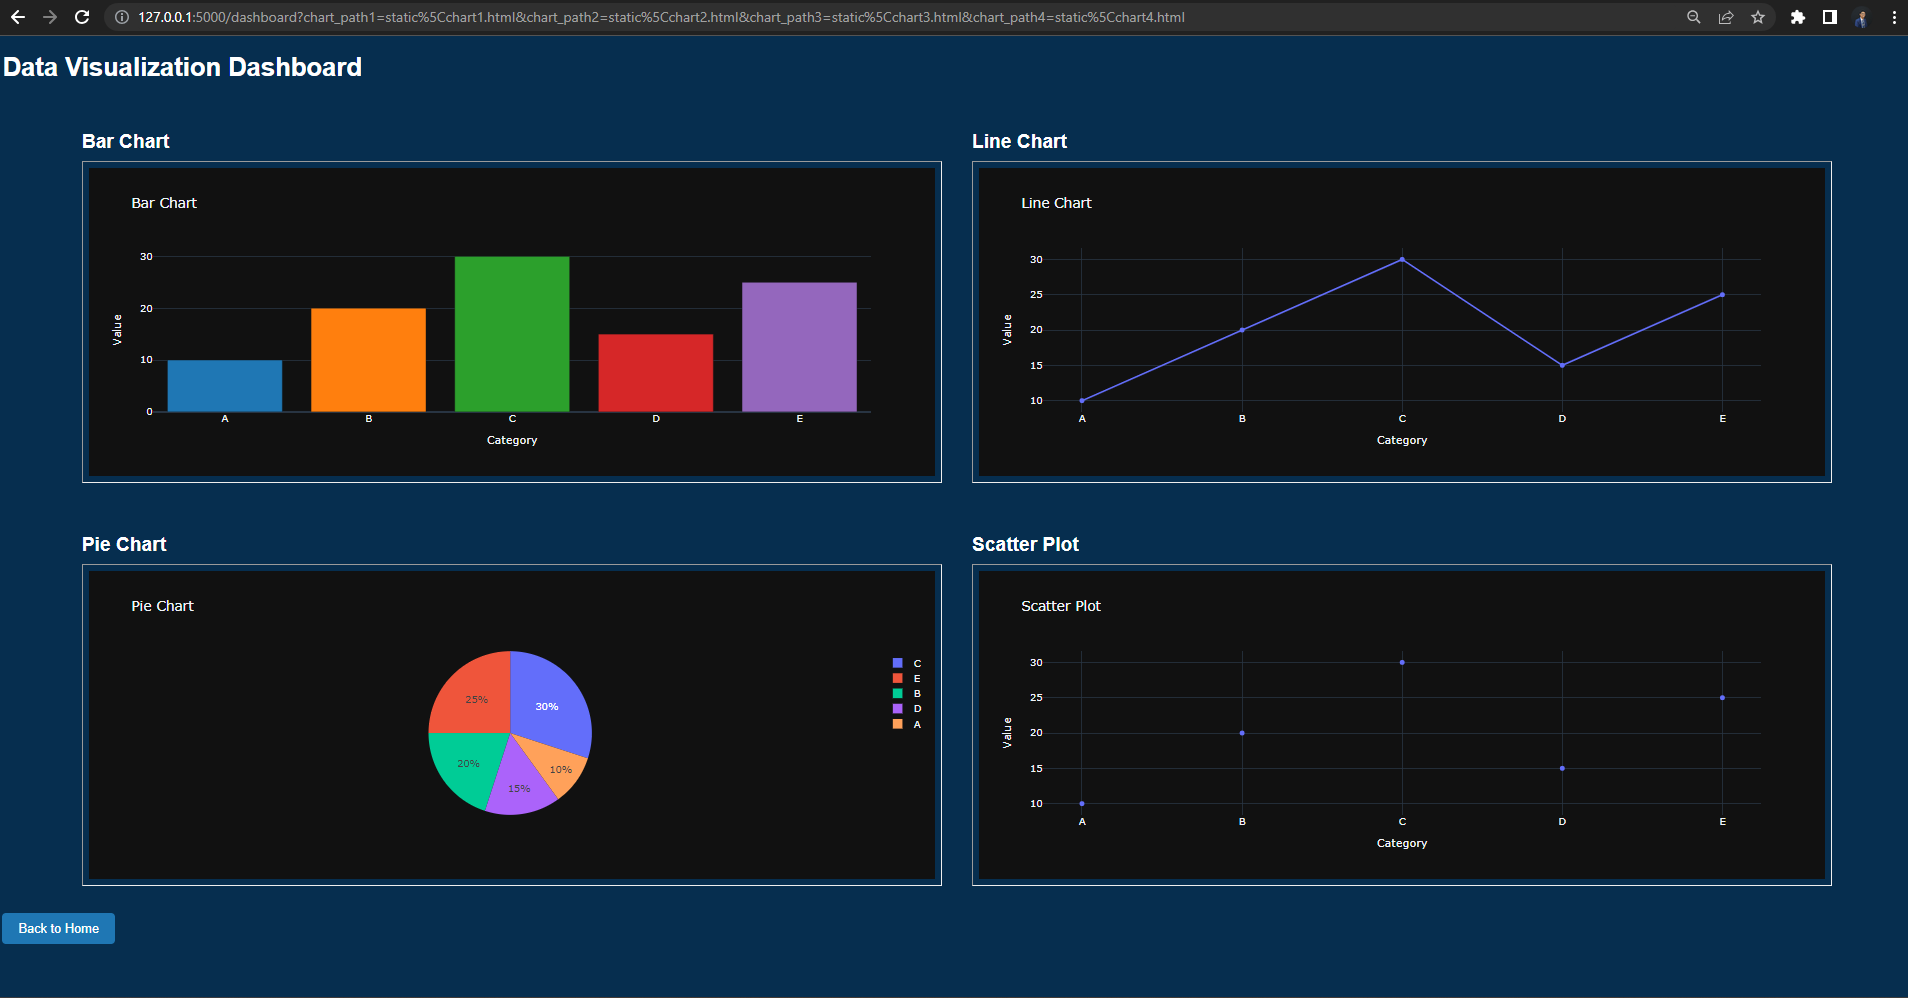 127.0.0.1:5000/dashboard?chart_path1=static%5Cchart1.html&chart_path2=static%5Cchart2.html&chart_path3=static%5Cchart3.html&chart_path4=static%5Cchart4.html
Data Visualization Dashboard
Bar Chart
Bar Chart
30
20
10
0
Value
A B C D E
Category
Line Chart
Line Chart
30
25
20
15
10
Value
A B C D E
Category
Pie Chart
Pie Chart
25%
30%
20%
10%
15%
C
E
B
D
A
Scatter Plot
Scatter Plot
30
25
20
15
10
Value
A B C D E
Category
Back to Home